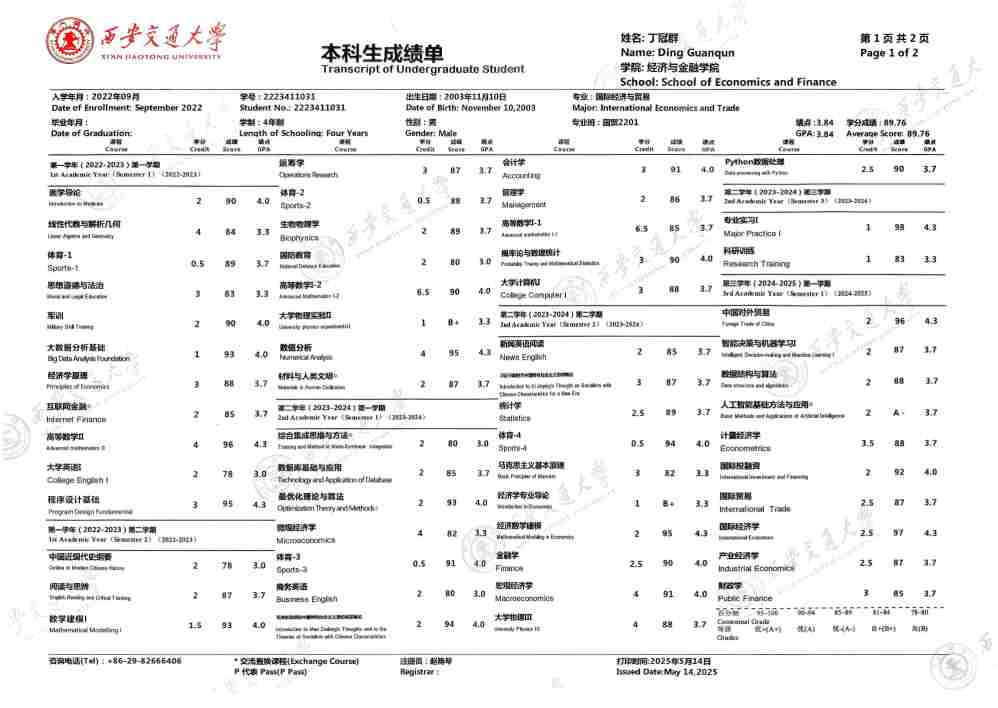 西安交通大学
XI'AN JIAOTONG UNIVERSITY
本科生成绩单
Transcript of Undergraduate Student
姓名: 丁冠群
Name: Ding Guanqun
学院: 经济与金融学院
School: School of Economics and Finance
第 1 页 共 2 页
Page 1 of 2
入学年月：2022年09月
Date of Enrollment: September 2022
学号：2223411031
Student No.: 2223411031
出生日期：2003年11月10日
Date of Birth: November 10,2003
专业：国际经济与贸易
Major: International Economics and Trade
毕业年月：
Date of Graduation:
学制：4年制
Length of Schooling: Four Years
性别：男
Gender: Male
专业班：国贸2201
绩点:3.84 学分成绩：89.76
GPA:3.84 Average Score: 89.76
课程 学分 成绩 绩点
Course Credit Score GPA
第一学年（2022-2023）第一学期
1st Academic Year（Semester 1）（2022-2023）
医学导论 2 90 4.0
Introduction to Medicine
线性代数与解析几何 4 84 3.3
Linear Algebra and Geometry
体育-1 0.5 89 3.7
Sports-1
思想道德与法治 3 83 3.3
Moral and Legal Education
军训 2 90 4.0
Military Skill Training
大数据分析基础 1 93 4.0
Big Data Analysis Foundation
经济学原理 3 88 3.7
Principles of Economics
互联网金融 2 85 3.7
Internet Finance
高等数学II 4 96 4.3
Advanced mathematics II
大学英语I 2 78 3.0
College English I
程序设计基础 3 95 4.3
Program Design Fundamental
第一学年（2022-2023）第二学期
1st Academic Year（Semester 2）（2022-2023）
中国近现代史纲要 2 78 3.0
Outline of Modern Chinese History
阅读与思辨 2 87 3.7
English Reading and Critical Thinking
数学建模I 1.5 93 4.0
Mathematical Modelling I
课程 学分 成绩 绩点
Course Credit Score GPA
运筹学 3 87 3.7
Operations Research
体育-2 0.5 88 3.7
Sports-2
生物物理学 2 89 3.7
Biophysics
国防教育 2 80 3.0
National Defence Education
高等数学I-2 6.5 90 4.0
Advanced Mathematics I-2
大学物理实验II 1 B+ 3.3
University physics experiment II
数值分析 4 95 4.3
Numerical Analysis
材料与人类文明 2 87 3.7
Materials in Human Civilization
第二学年（2023-2024）第一学期
2nd Academic Year（Semester 1）（2023-2024）
综合集成思维与方法 2 80 3.0
Training and Method in Meta-Synthesis Integration
数据库基础与应用 2 85 3.7
Technology and Application of Database
最优化理论与算法 2 93 4.0
Optimization Theory and Methods I
微观经济学 4 82 3.3
Microeconomics
体育-3 0.5 91 4.0
Sports-3
商务英语 2 80 3.0
Business English
2 94 4.0
Introduction to Mao Zedong's Thoughts and to the
Theories of Socialism with Chinese Characteristics
课程 学分 成绩 绩点
Course Credit Score GPA
会计学 3 91 4.0
Accounting
管理学 2 86 3.7
Management
高等数学I-1 6.5 85 3.7
Advanced mathematics I-1
概率论与数理统计 3 90 4.0
Probability Theory and Mathematical Statistics
大学计算机I 3 88 3.7
College Computer I
第二学年（2023-2024）第二学期
2nd Academic Year（Semester 2）（2023-2024）
新闻英语阅读 2 85 3.7
News English
3 87 3.7
Introduction to Xi Jinping's Thought on Socialism with
Chinese Characteristics for a New Era
统计学 2.5 89 3.7
Statistics
体育-4 0.5 94 4.0
Sports-4
马克思主义基本原理 3 82 3.3
Basic Principles of Marxism
经济学专业导论 1 B+ 3.3
Introduction to Economics
经济数学建模 2 95 4.3
Mathematical Modeling in Economics
金融学 2.5 90 4.0
Finance
宏观经济学 4 91 4.0
Macroeconomics
大学物理III 4 88 3.7
University Physics III
课程 学分 成绩 绩点
Course Credit Score GPA
Python数据处理 2.5 90 3.7
Data processing with Python
第二学年（2023-2024）第三学期
2nd Academic Year（Semester 3）（2023-2024）
专业实习I 1 98 4.3
Major Practice I
科研训练 1 83 3.3
Research Training
第三学年（2024-2025）第一学期
3rd Academic Year（Semester 1）（2024-2025）
中国对外贸易 2 96 4.3
Foreign Trade of China
智能决策与机器学习I 2 87 3.7
Intelligent Decision-making and Machine Learning I
数据结构与算法 2 88 3.7
Data structure and algorithms
人工智能基础方法与应用 2 A- 3.7
Basic Methods and Applications of Artificial Intelligence
计量经济学 3.5 88 3.7
Econometrics
国际投融资 2 92 4.0
International Investment and Financing
国际贸易 2.5 87 3.7
International Trade
国际经济学 2.5 97 4.3
International Economics
产业经济学 2.5 87 3.7
Industrial Economics
财政学 3 85 3.7
Public Finance
百分制 95-100 90-94 85-89 81-84 78-80
Centesimal Grade
等级 优+(A+) 优(A) 优-(A-) 良+(B+) 良(B)
Grades
咨询电话(Tel)：+86-29-82666406
* 交流置换课程(Exchange Course)
P 代表 Pass(P Pass)
注册员：赵艳琴
Registrar :
打印时间:2025年5月14日
Issued Date:May 14,2025